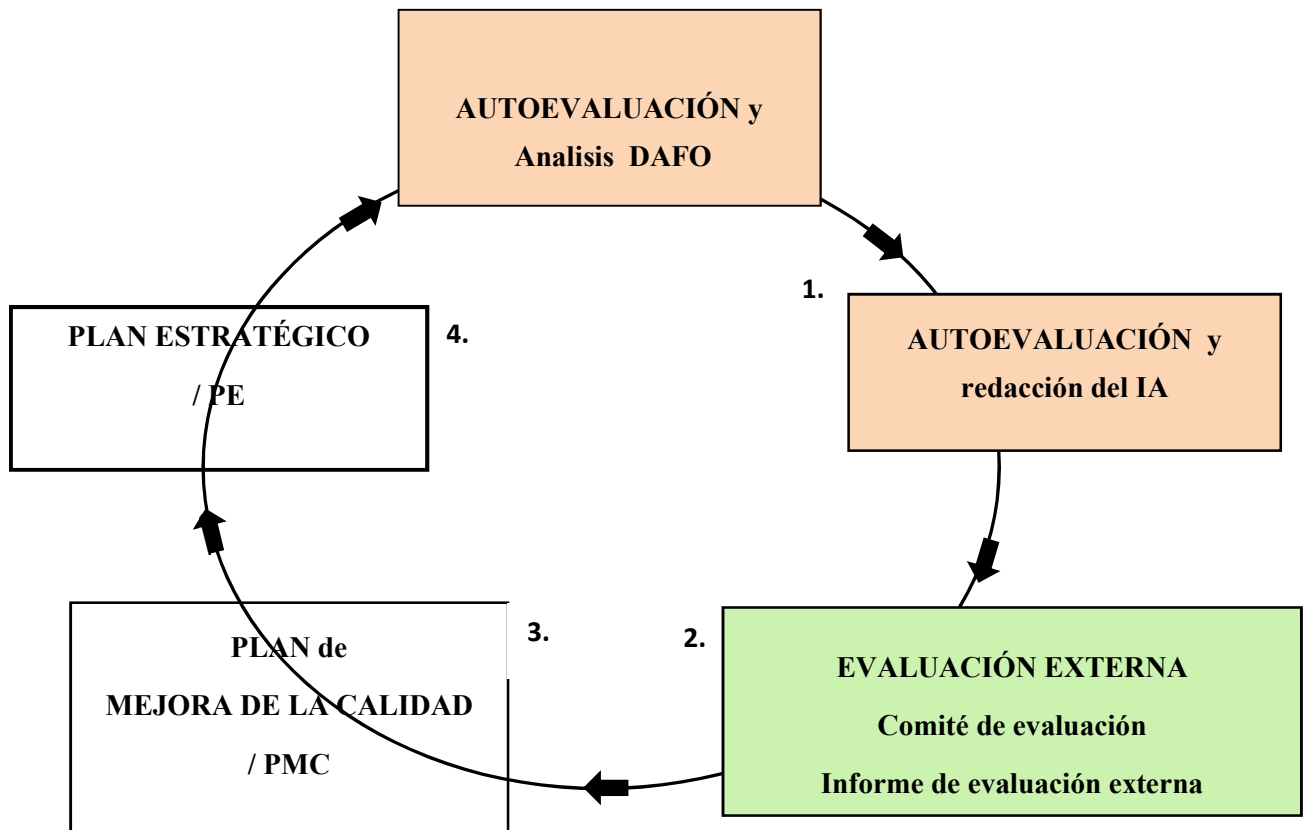 AUTOEVALUACIÓN y
Analisis DAFO
1.
AUTOEVALUACIÓN y
redacción del IA
2.
EVALUACIÓN EXTERNA
Comité de evaluación
Informe de evaluación externa
3.
PLAN de
MEJORA DE LA CALIDAD
/ PMC
4.
PLAN ESTRATÉGICO
/ PE